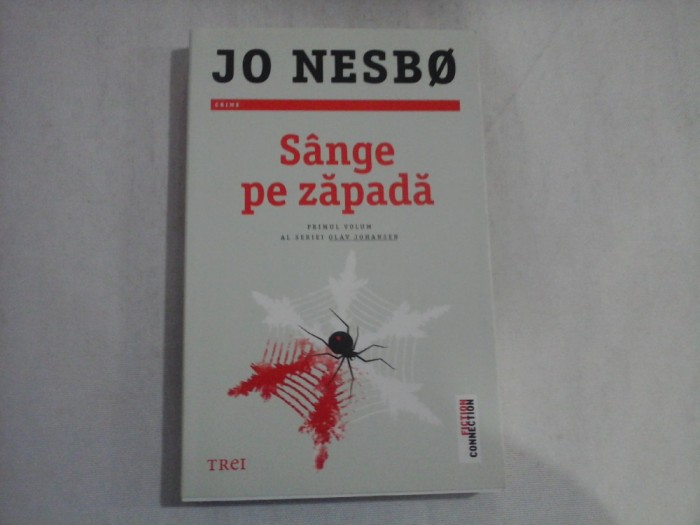 JO NESBØ
CRIME
Sânge
pe zăpadă
PRIMUL VOLUM
AL SERIEI OLAV JOHANSEN
FICTION
CONNECTION
TREI